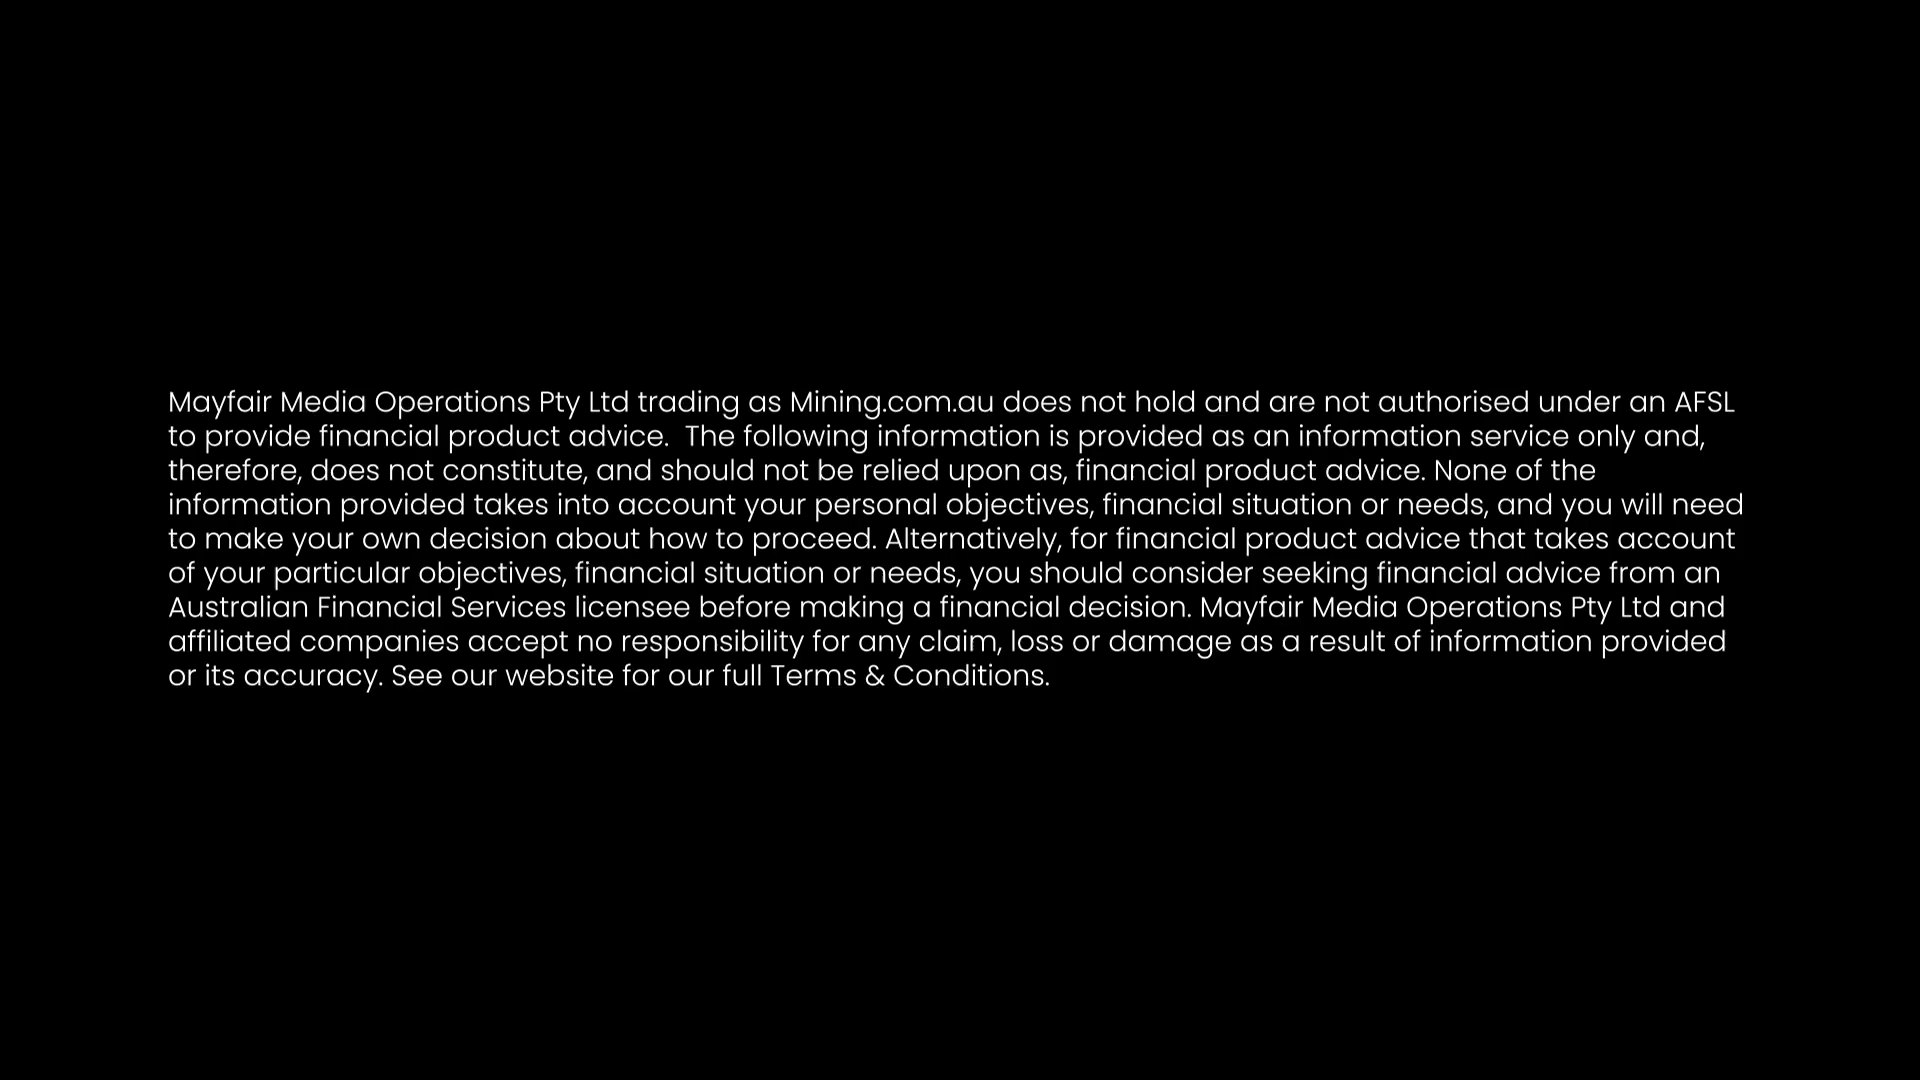 Mayfair Media Operations Pty Ltd trading as Mining.com.au does not hold and are not authorised under an AFSL
to provide financial product advice.  The following information is provided as an information service only and,
therefore, does not constitute, and should not be relied upon as, financial product advice. None of the
information provided takes into account your personal objectives, financial situation or needs, and you will need
to make your own decision about how to proceed. Alternatively, for financial product advice that takes account
of your particular objectives, financial situation or needs, you should consider seeking financial advice from an
Australian Financial Services licensee before making a financial decision. Mayfair Media Operations Pty Ltd and
affiliated companies accept no responsibility for any claim, loss or damage as a result of information provided
or its accuracy. See our website for our full Terms & Conditions.